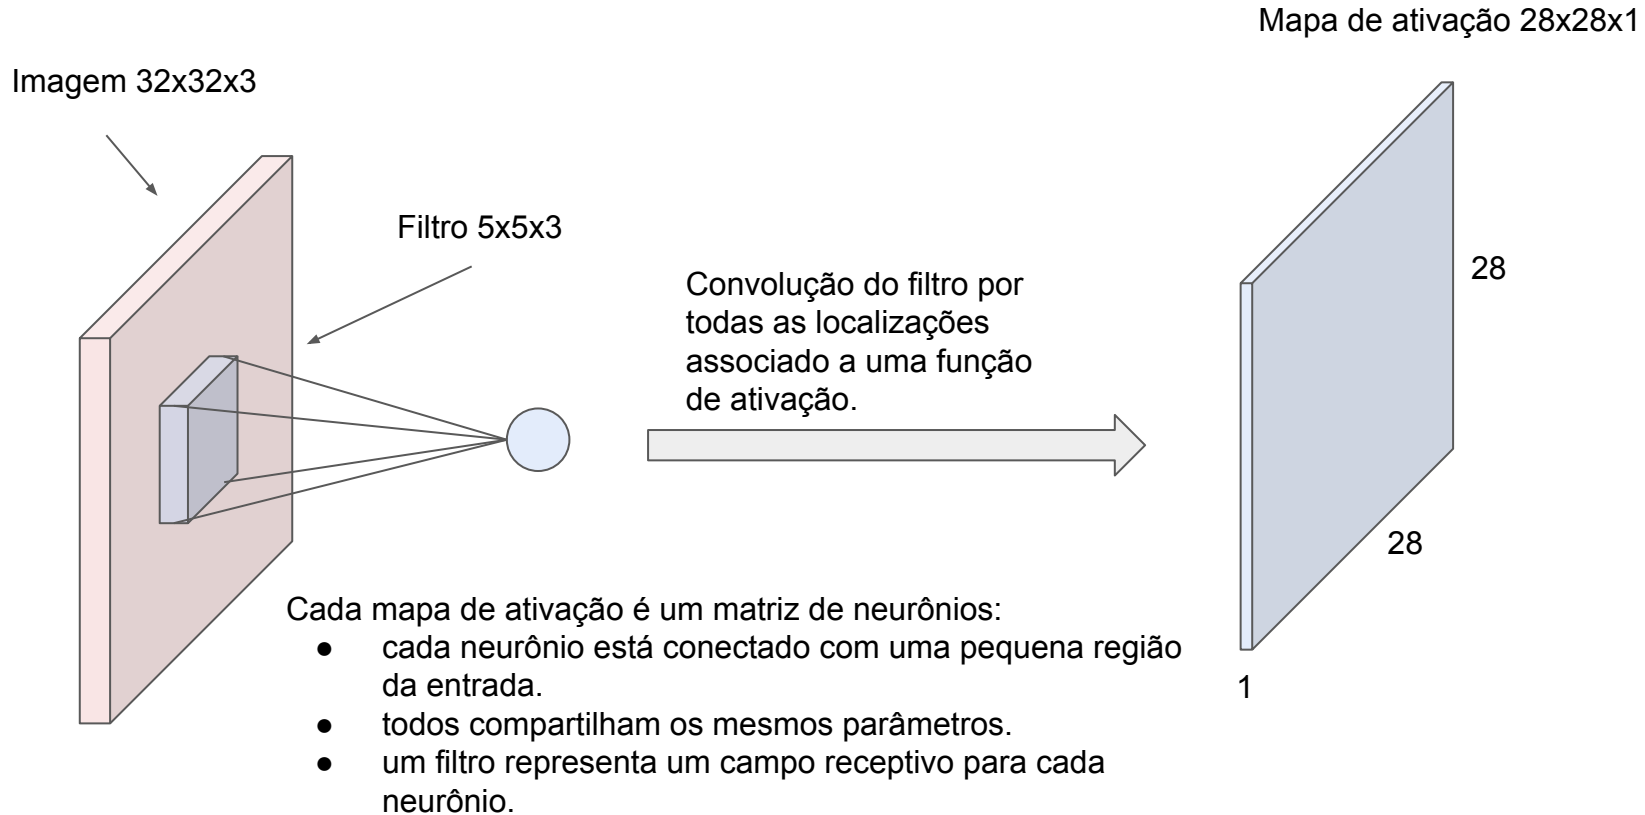 Mapa de ativação 28x28x1
Imagem 32x32x3
Filtro 5x5x3
Convolução do filtro por
todas as localizações
associado a uma função
de ativação.
28
28
1
Cada mapa de ativação é um matriz de neurônios:
● cada neurônio está conectado com uma pequena região
da entrada.
● todos compartilham os mesmos parâmetros.
● um filtro representa um campo receptivo para cada
neurônio.